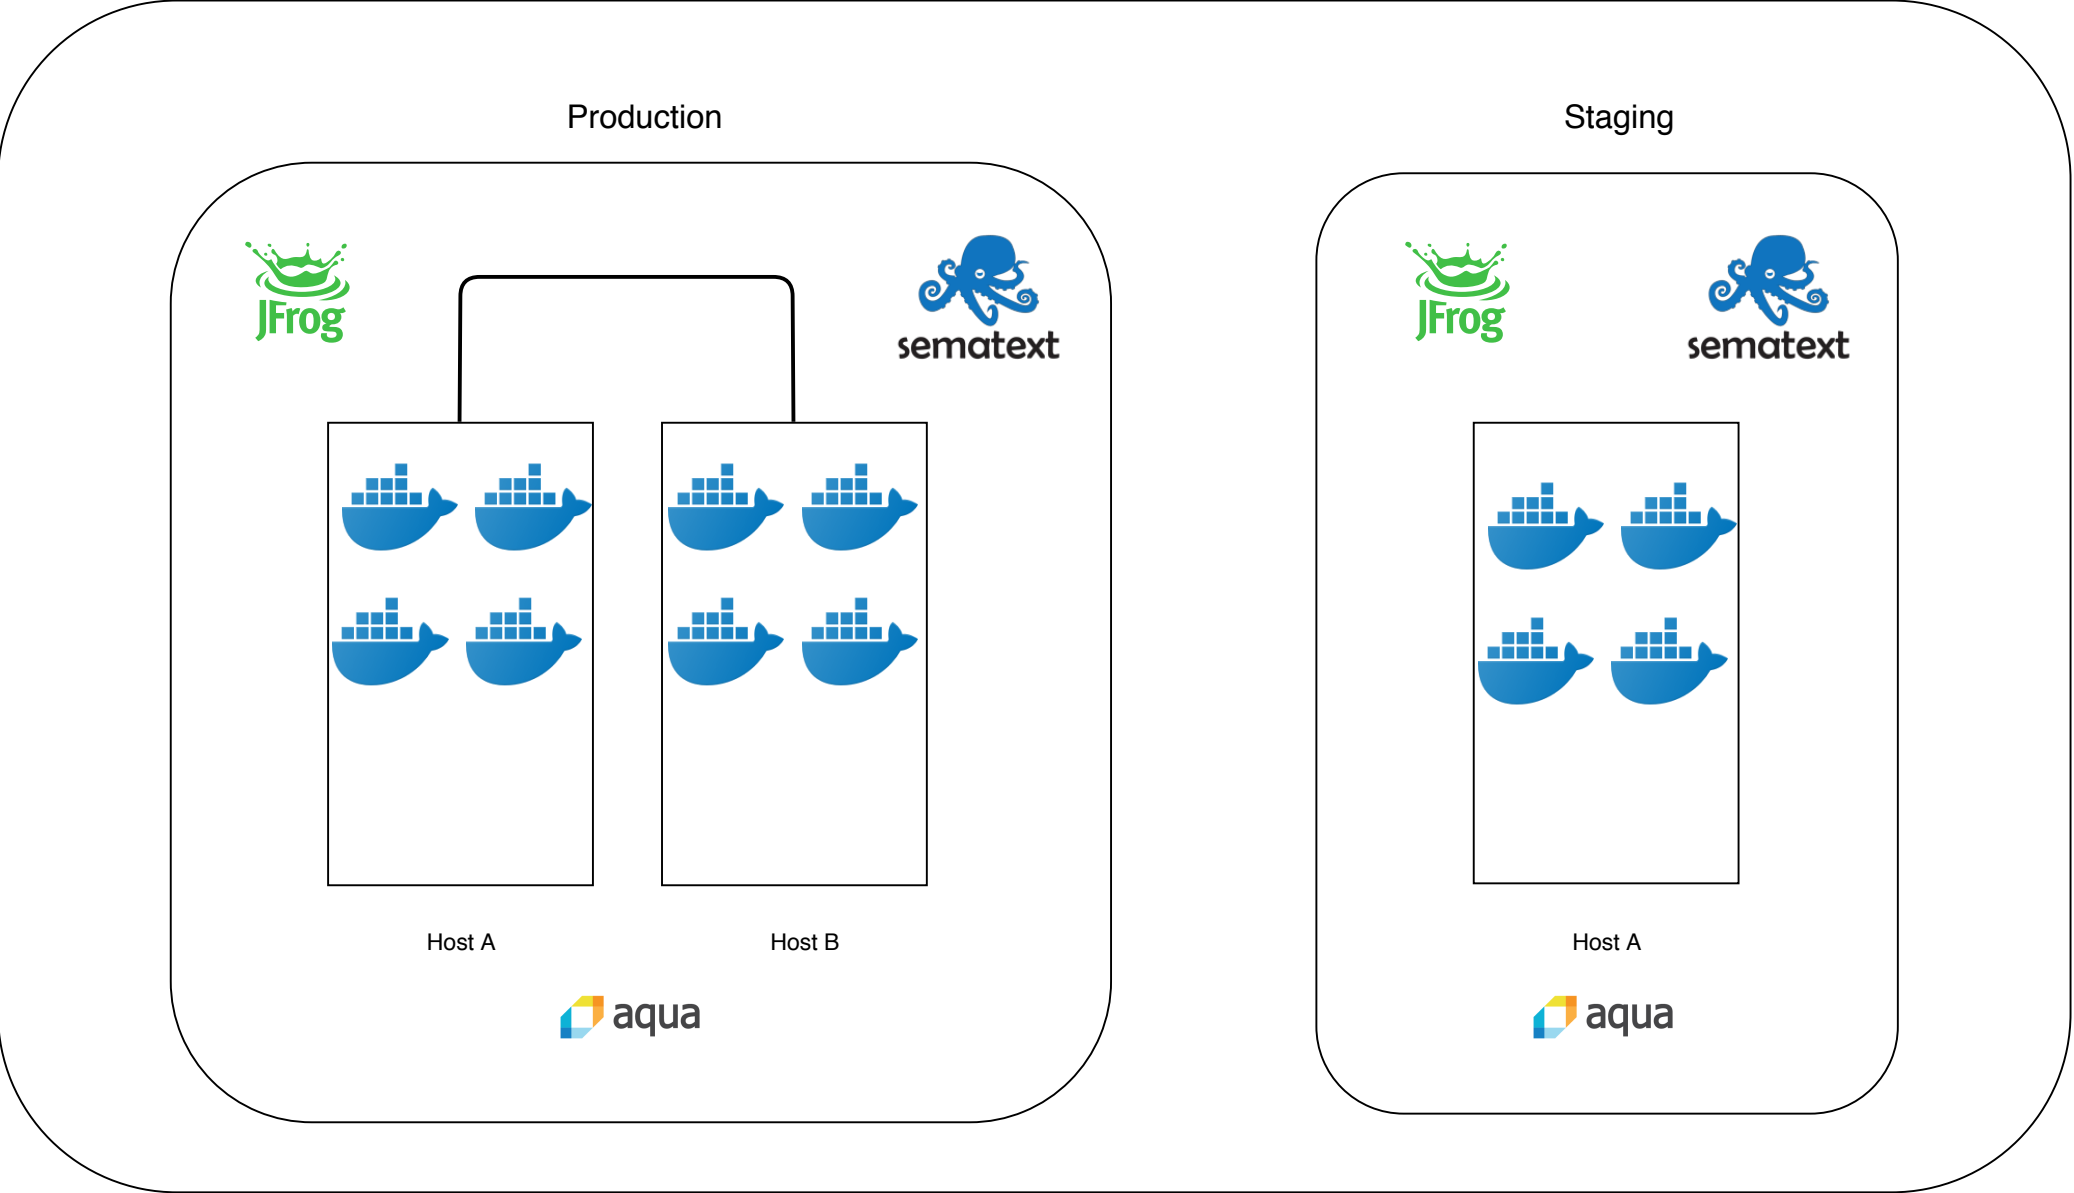 Production
Staging
JFrog
sematext
JFrog
sematext
Host A
Host B
Host A
aqua
aqua